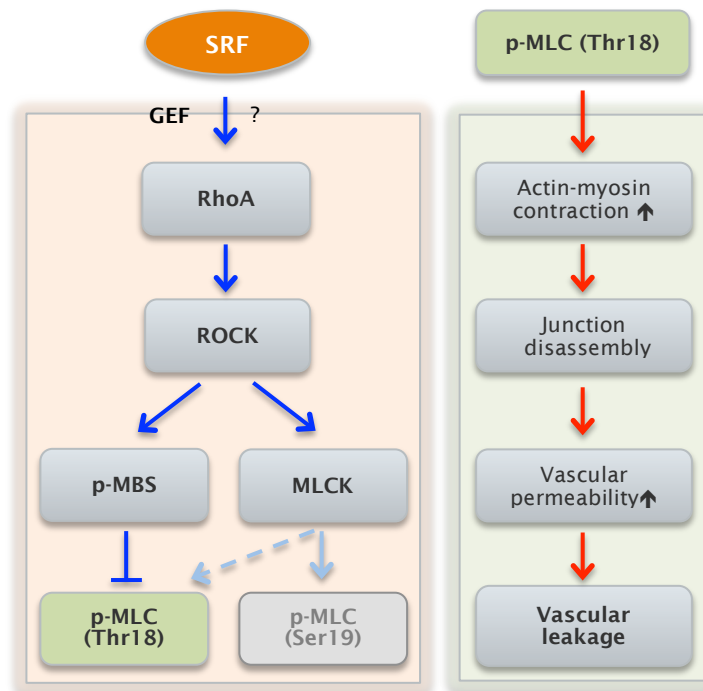 SRF
GEF ?
RhoA
ROCK
p-MBS
MLCK
p-MLC
(Thr18)
p-MLC
(Ser19)
p-MLC (Thr18)
Actin-myosin
contraction ↑
Junction
disassembly
Vascular
permeability↑
Vascular
leakage